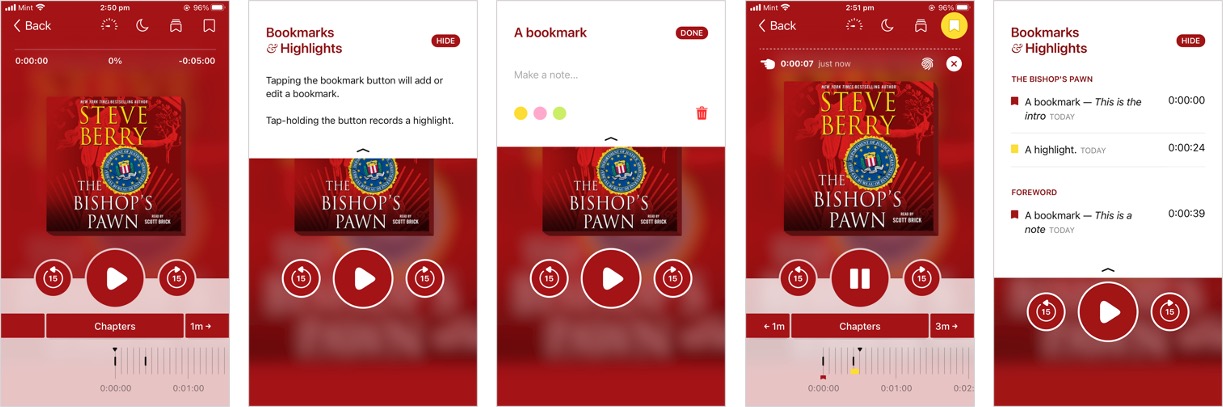 Mint 2:50 pm 96%
Back
0:00:00 0% -0:05:00
NEW YORK TIMES BESTSELLING AUTHOR
STEVE
BERRY
THE
BISHOP'S
PAWN
READ BY
SCOTT BRICK
15 15
Chapters 1m →
0:00:00 0:01:00
Bookmarks
& Highlights
HIDE
Tapping the bookmark button will add or
edit a bookmark.
Tap-holding the button records a highlight.
THE
BISHOP'S
PAWN
READ BY
SCOTT BRICK
15 15
A bookmark
DONE
Make a note...
THE
BISHOP'S
PAWN
READ BY
SCOTT BRICK
15 15
Mint 2:51 pm 96%
Back
0:00:07 just now
NEW YORK TIMES BESTSELLING AUTHOR
STEVE
BERRY
THE
BISHOP'S
PAWN
READ BY
SCOTT BRICK
15 15
← 1m Chapters 3m →
0:00:00 0:01:00 0:02:
Bookmarks
& Highlights
HIDE
THE BISHOP'S PAWN
A bookmark — This is the 0:00:00
intro TODAY
A highlight. TODAY 0:00:24
FOREWORD
A bookmark — This is a 0:00:39
note TODAY
15 15